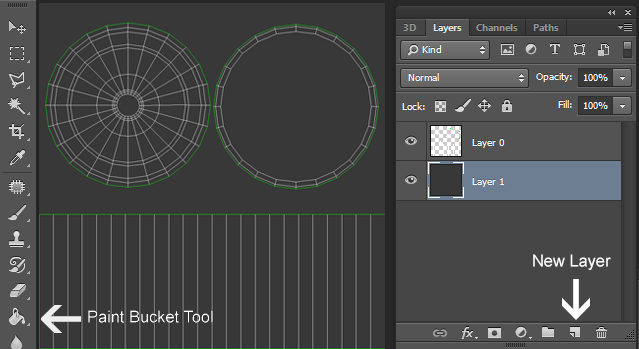 3D Layers Channels Paths
Kind
Normal Opacity: 100%
Lock: Fill: 100%
Layer 0
Layer 1
New Layer
Paint Bucket Tool
fx